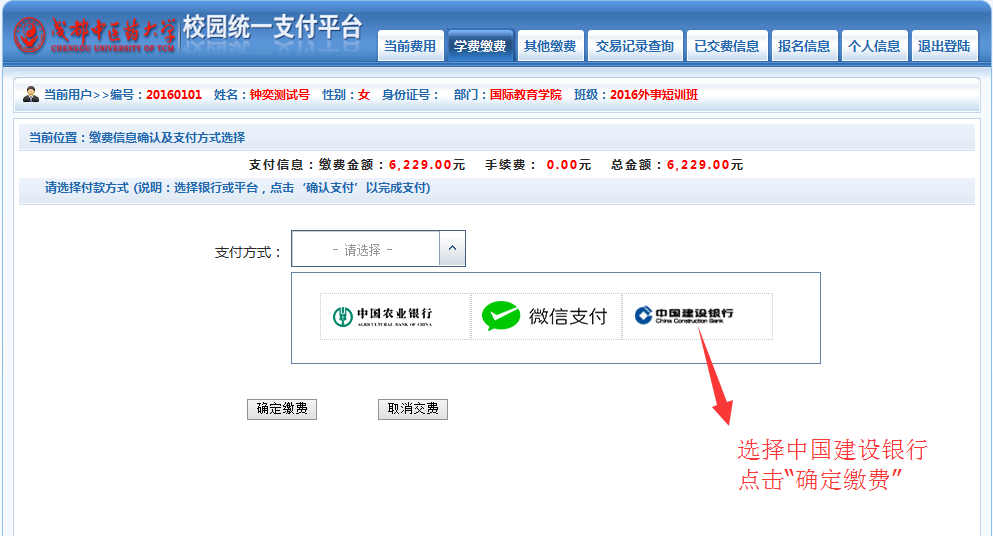 成都中医药大学
CHENGDU UNIVERSITY OF TCM
校园统一支付平台
当前费用 学费缴费 其他缴费 交易记录查询 已交费信息 报名信息 个人信息 退出登陆
当前用户>>编号：20160101 姓名：钟奕测试号 性别：女 身份证号： 部门：国际教育学院 班级：2016外事短训班
当前位置：缴费信息确认及支付方式选择
支付信息：缴费金额：6,229.00元 手续费： 0.00元 总金额：6,229.00元
请选择付款方式 (说明：选择银行或平台，点击‘确认支付’以完成支付)
支付方式： - 请选择 -
中国农业银行
AGRICULTURAL BANK OF CHINA
微信支付
中国建设银行
China Construction Bank
确定缴费 取消交费
选择中国建设银行
点击“确定缴费”